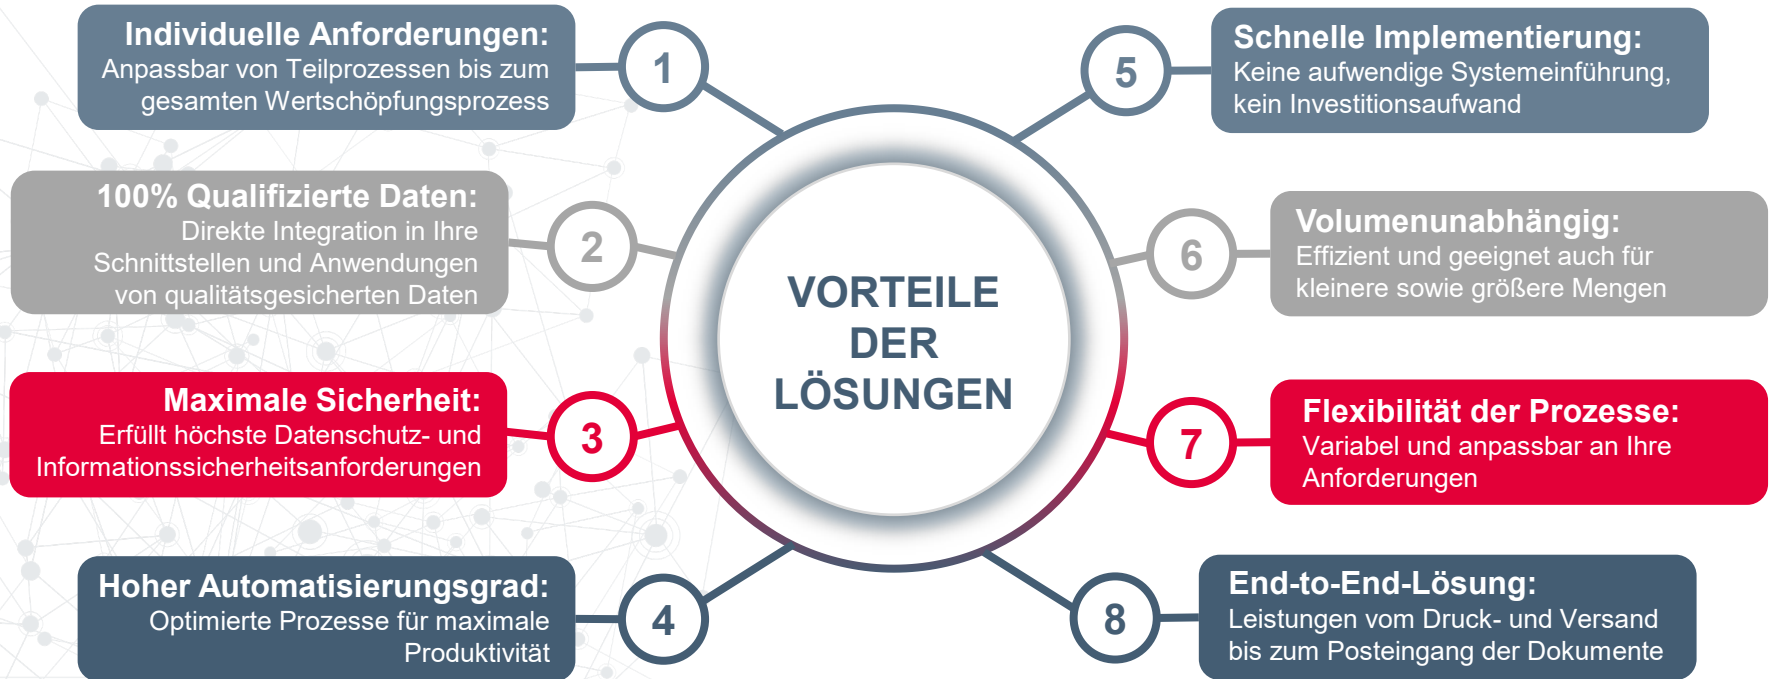 Individuelle Anforderungen:
Anpassbar von Teilprozessen bis zum
gesamten Wertschöpfungsprozess
1
100% Qualifizierte Daten:
Direkte Integration in Ihre
Schnittstellen und Anwendungen
von qualitätsgesicherten Daten
2
Maximale Sicherheit:
Erfüllt höchste Datenschutz- und
Informationssicherheitsanforderungen
3
Hoher Automatisierungsgrad:
Optimierte Prozesse für maximale
Produktivität
4
VORTEILE
DER
LÖSUNGEN
5
Schnelle Implementierung:
Keine aufwendige Systemeinführung,
kein Investitionsaufwand
6
Volumenunabhängig:
Effizient und geeignet auch für
kleinere sowie größere Mengen
7
Flexibilität der Prozesse:
Variabel und anpassbar an Ihre
Anforderungen
8
End-to-End-Lösung:
Leistungen vom Druck- und Versand
bis zum Posteingang der Dokumente